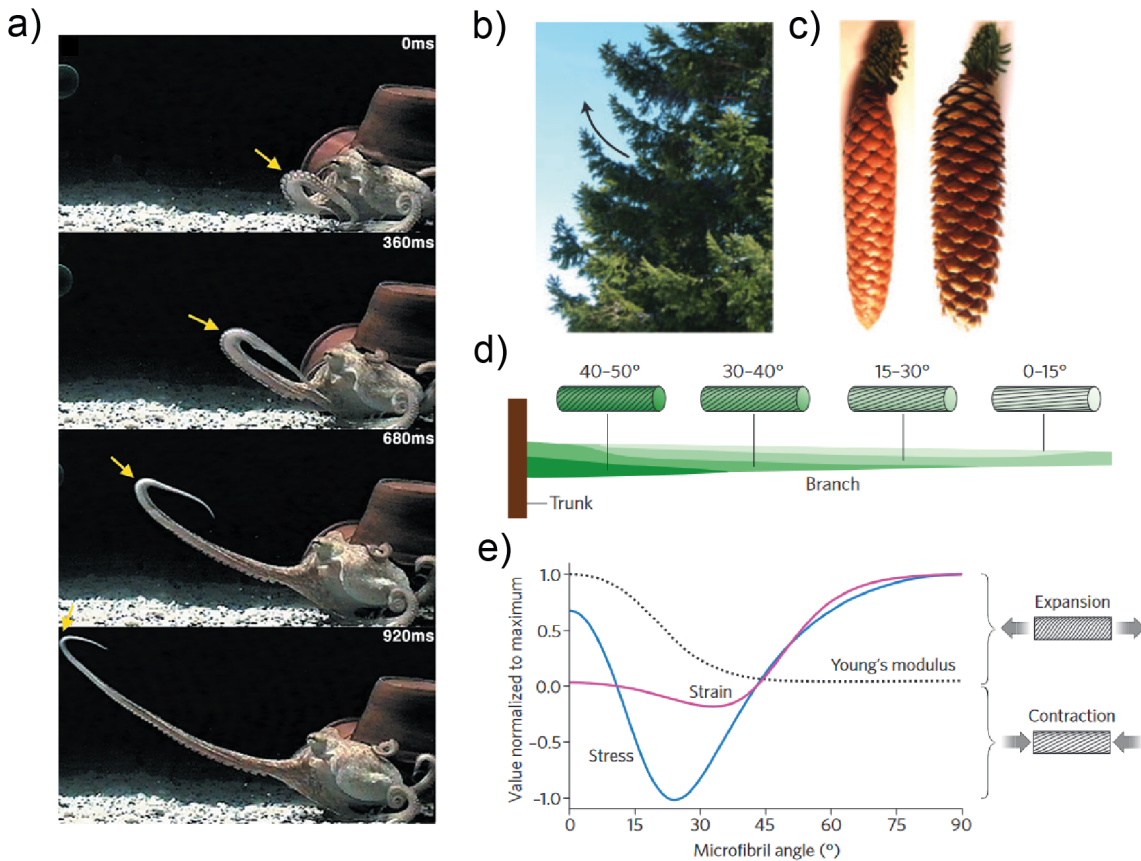 a)
0ms
360ms
680ms
920ms
b)
c)
d)
40–50°
30–40°
15–30°
0–15°
Branch
Trunk
e)
Value normalized to maximum
1.0
0.5
0.0
-0.5
-1.0
Young's modulus
Strain
Stress
0
15
30
45
60
75
90
Microfibril angle (°)
Expansion
Contraction